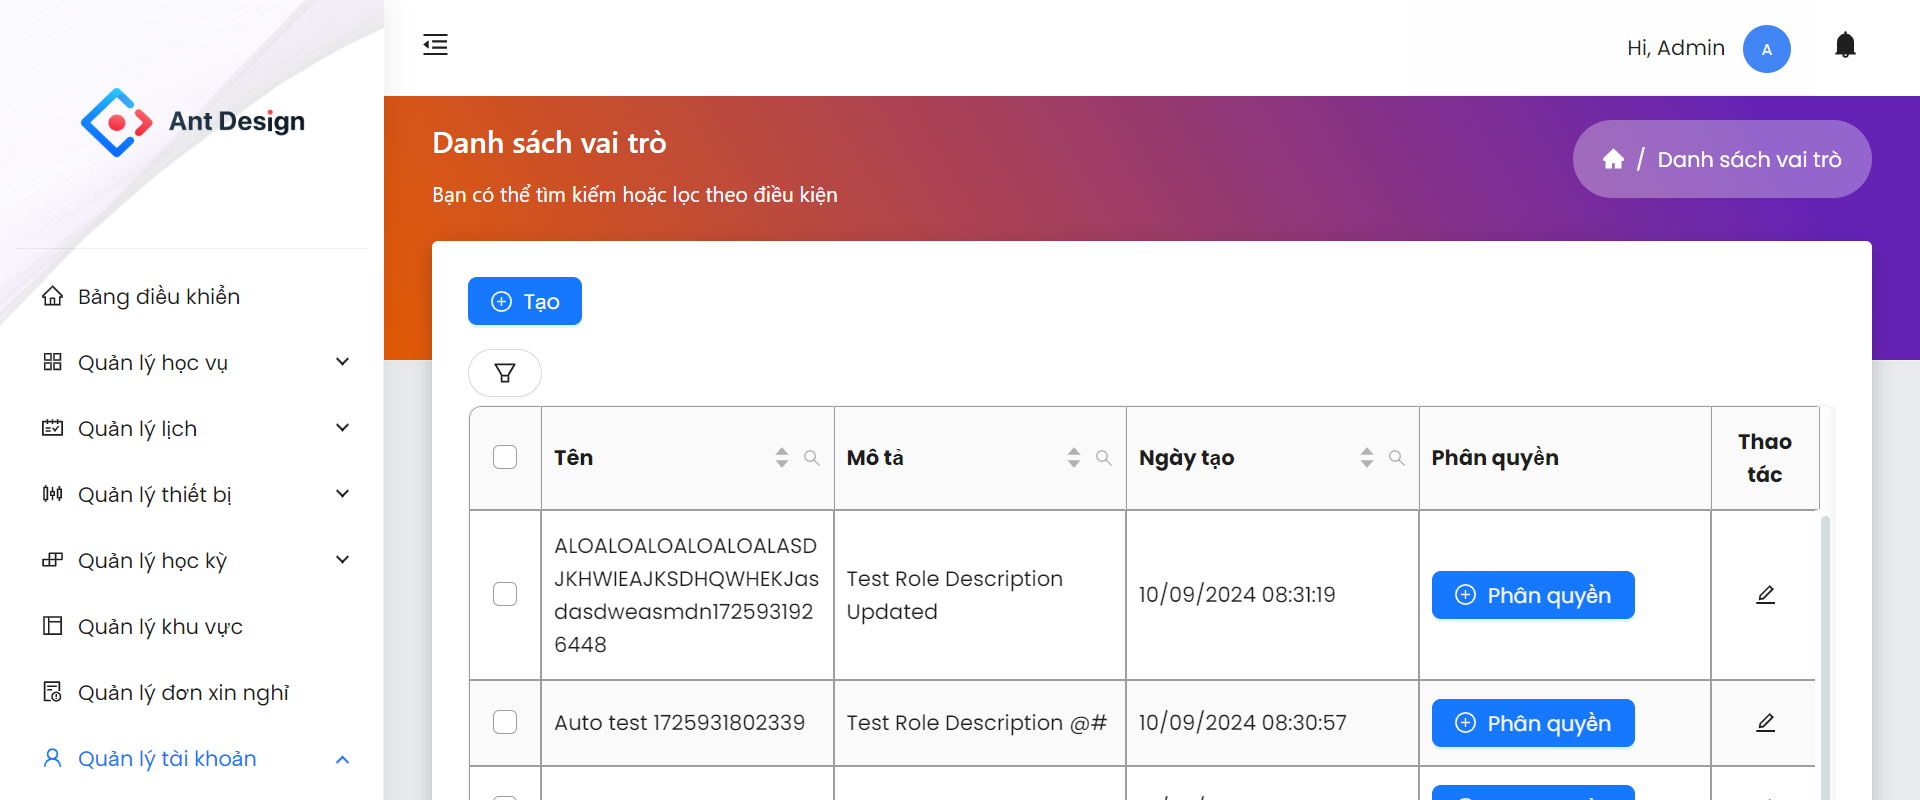 Ant Design
Bảng điều khiển
Quản lý học vụ
Quản lý lịch
Quản lý thiết bị
Quản lý học kỳ
Quản lý khu vực
Quản lý đơn xin nghỉ
Quản lý tài khoản
Hi, Admin
A
Danh sách vai trò
Bạn có thể tìm kiếm hoặc lọc theo điều kiện
/ Danh sách vai trò
Tạo
Tên
Mô tả
Ngày tạo
Phân quyền
Thao
tác
ALOALOALOALOALOALASD
JKHWIEAJKSDHQWHEKJas
dasdweasmdn172593192
6448
Test Role Description
Updated
10/09/2024 08:31:19
Phân quyền
Auto test 1725931802339
Test Role Description @#
10/09/2024 08:30:57
Phân quyền